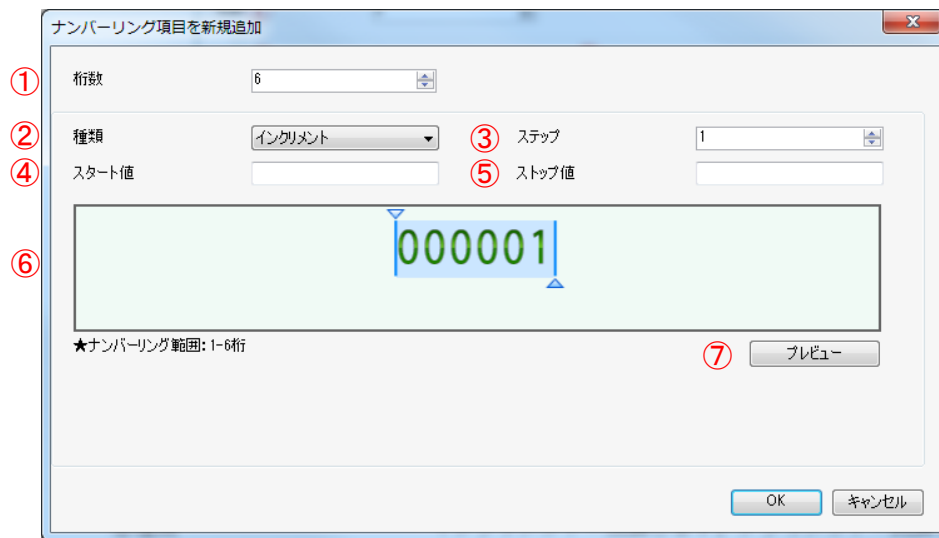 ナンバーリング項目を新規追加
① 桁数 6
② 種類 インクリメント ③ ステップ 1
④ スタート値 ⑤ ストップ値
⑥ 000001
★ナンバーリング範囲:1-6桁
⑦ プレビュー
OK キャンセル